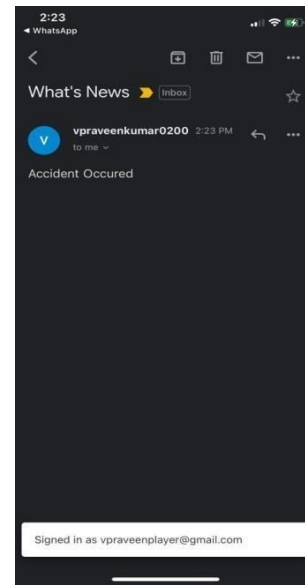 2:23
◄ WhatsApp
What's News Inbox
vpraveenkumar0200 2:23 PM
to me
V
Accident Occured
Signed in as vpraveenplayer@gmail.com